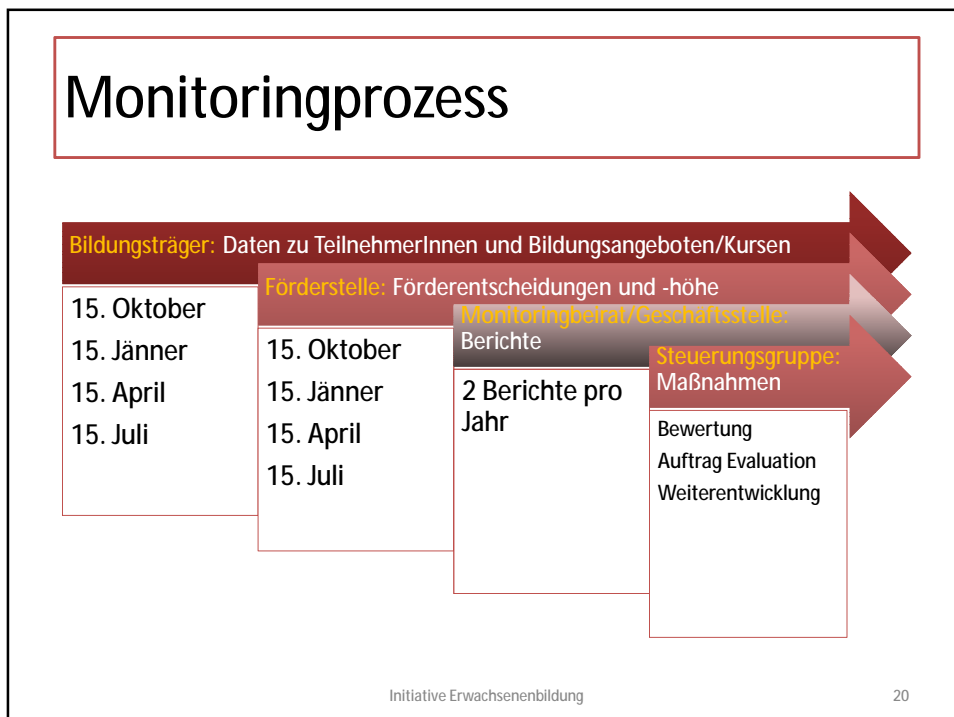 Monitoringprozess
Bildungsträger: Daten zu TeilnehmerInnen und Bildungsangeboten/Kursen
15. Oktober
15. Jänner
15. April
15. Juli
Förderstelle: Förderentscheidungen und -höhe
15. Oktober
15. Jänner
15. April
15. Juli
Monitoringbeirat/Geschäftsstelle:
Berichte
2 Berichte pro
Jahr
Steuerungsgruppe:
Maßnahmen
Bewertung
Auftrag Evaluation
Weiterentwicklung
Initiative Erwachsenenbildung
20